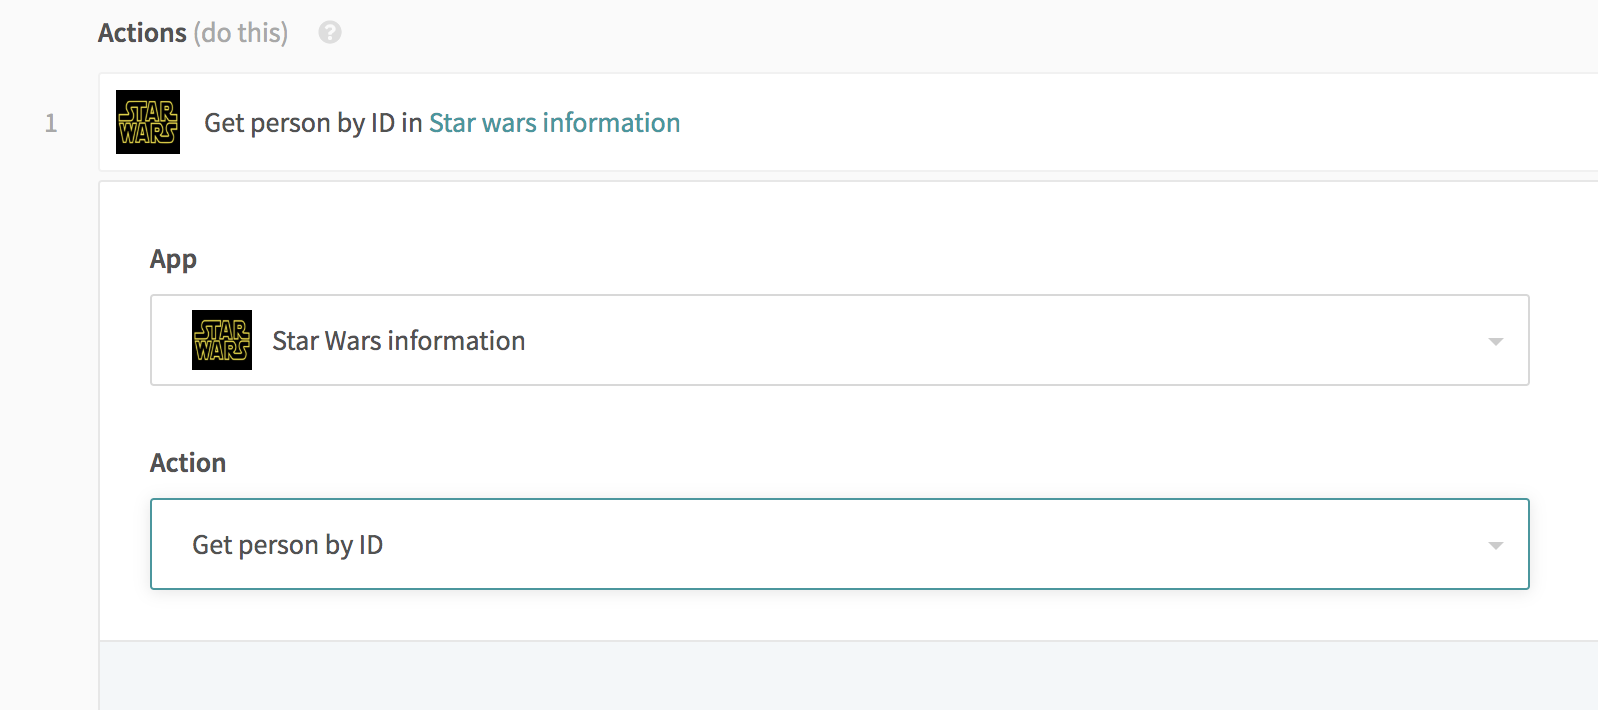 Actions (do this) ?
1
STAR WARS
Get person by ID in Star wars information
App
STAR WARS
Star Wars information
Action
Get person by ID